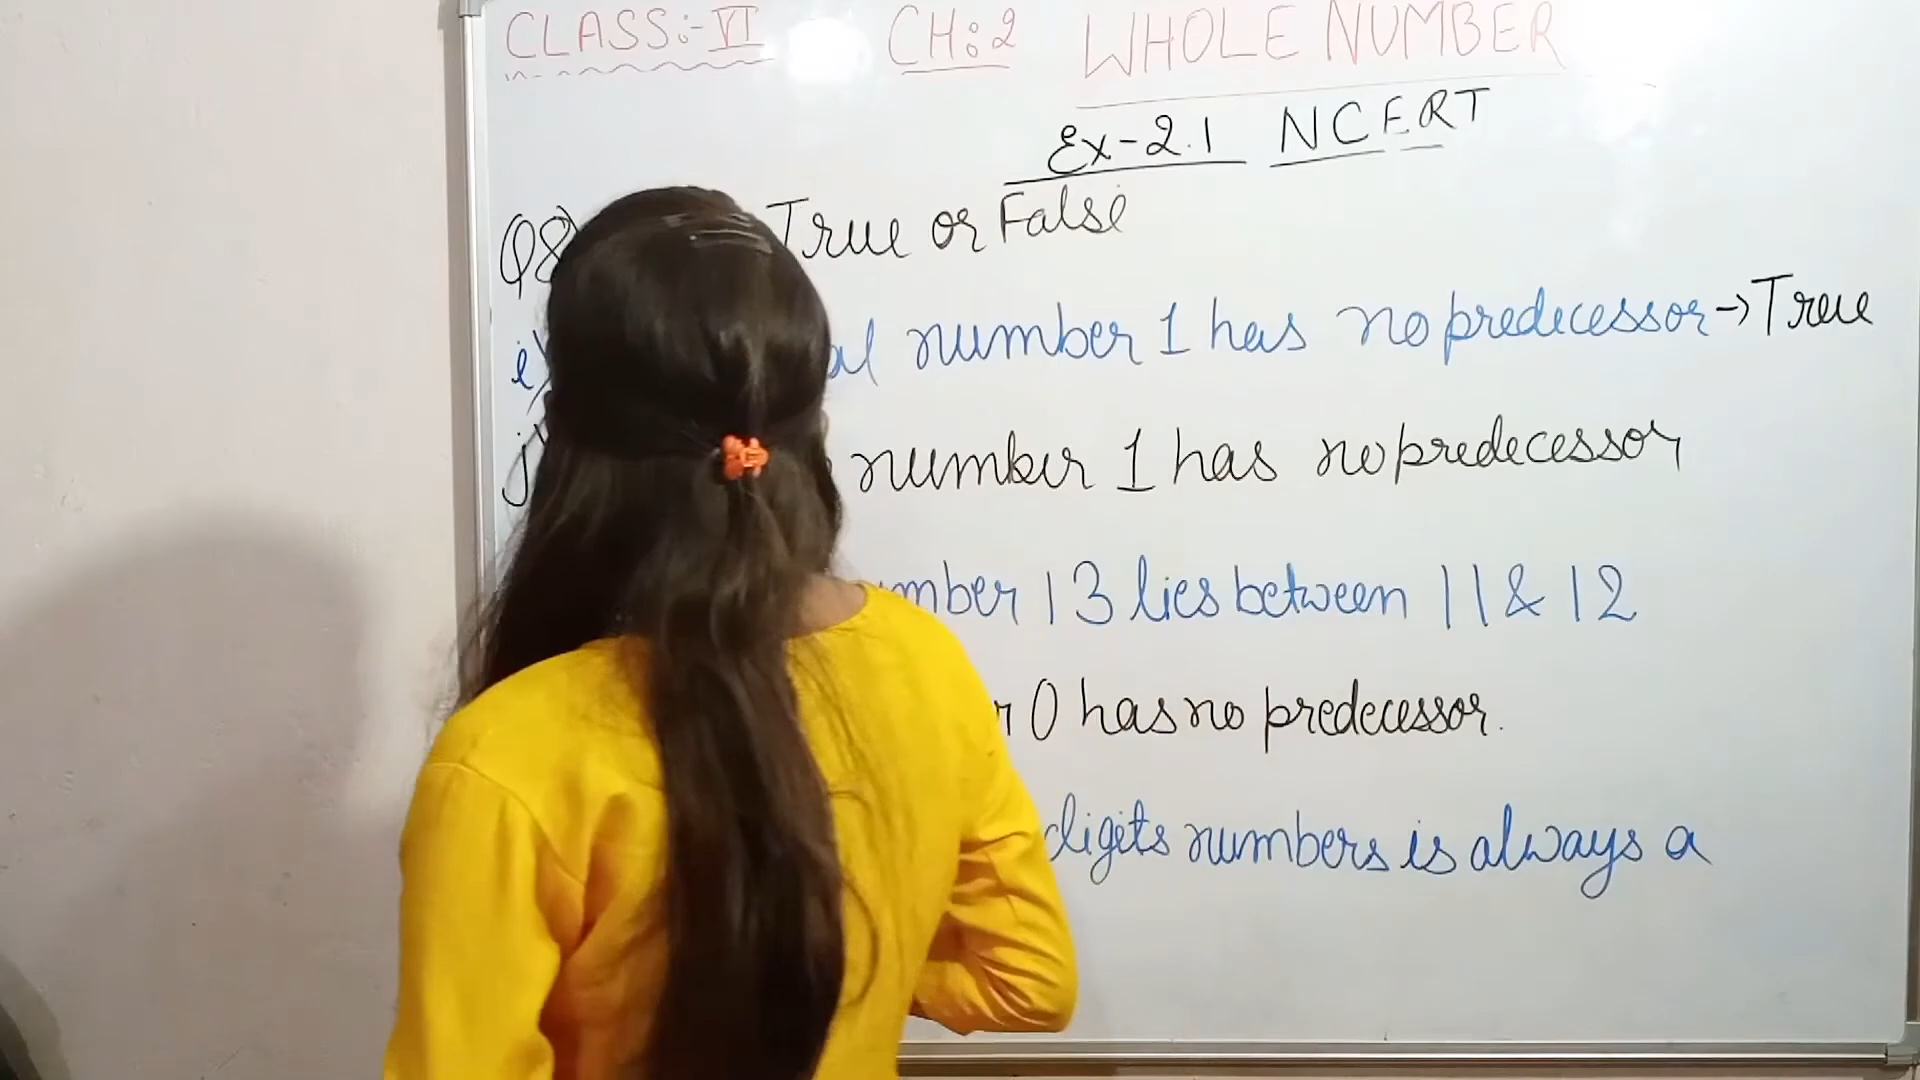 CLASS:- VI CH:2 WHOLE NUMBER
Ex-2.1 NCERT
Q8) True or False
i) al number 1 has no predecessor → True
j) number 1 has no predecessor
mber 13 lies between 11 & 12
r 0 has no predecessor.
digits numbers is always a